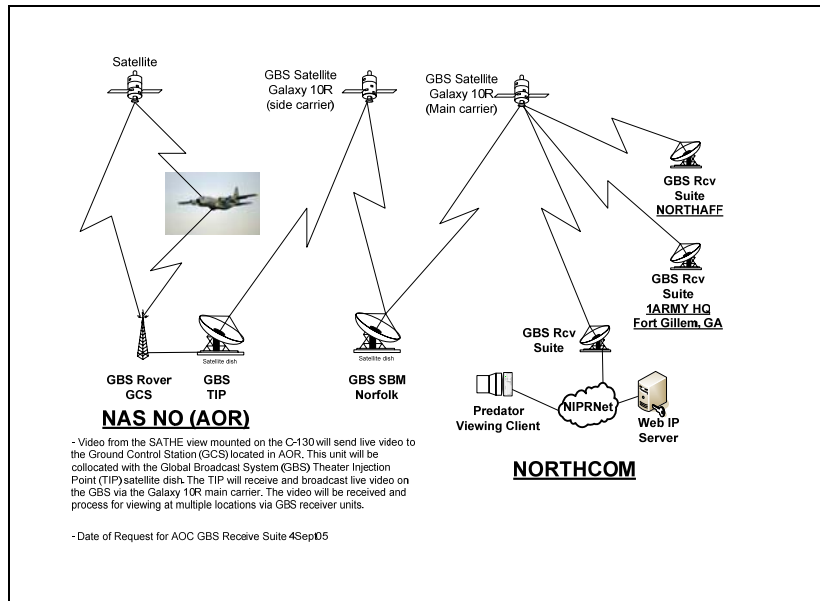 Satellite
GBS Satellite
Galaxy 10R
(side carrier)
GBS Satellite
Galaxy 10R
(Main carrier)
GBS Rcv
Suite
NORTHAFF
GBS Rcv
Suite
1ARMY HQ
Fort Gillem, GA
Satellite dish
Satellite dish
GBS Rcv
Suite
GBS Rover
GCS
GBS
TIP
GBS SBM
Norfolk
Predator
Viewing Client
NIPRNet
Web IP
Server
NAS NO (AOR)
NORTHCOM
- Video from the SATHE view mounted on the C-130 will send live video to
the Ground Control Station (GCS) located in AOR. This unit will be
collocated with the Global Broadcast System (GBS) Theater Injection
Point (TIP) satellite dish. The TIP will receive and broadcast live video on
the GBS via the Galaxy 10R main carrier. The video will be received and
process for viewing at multiple locations via GBS receiver units.
- Date of Request for AOC GBS Receive Suite 4Sept05